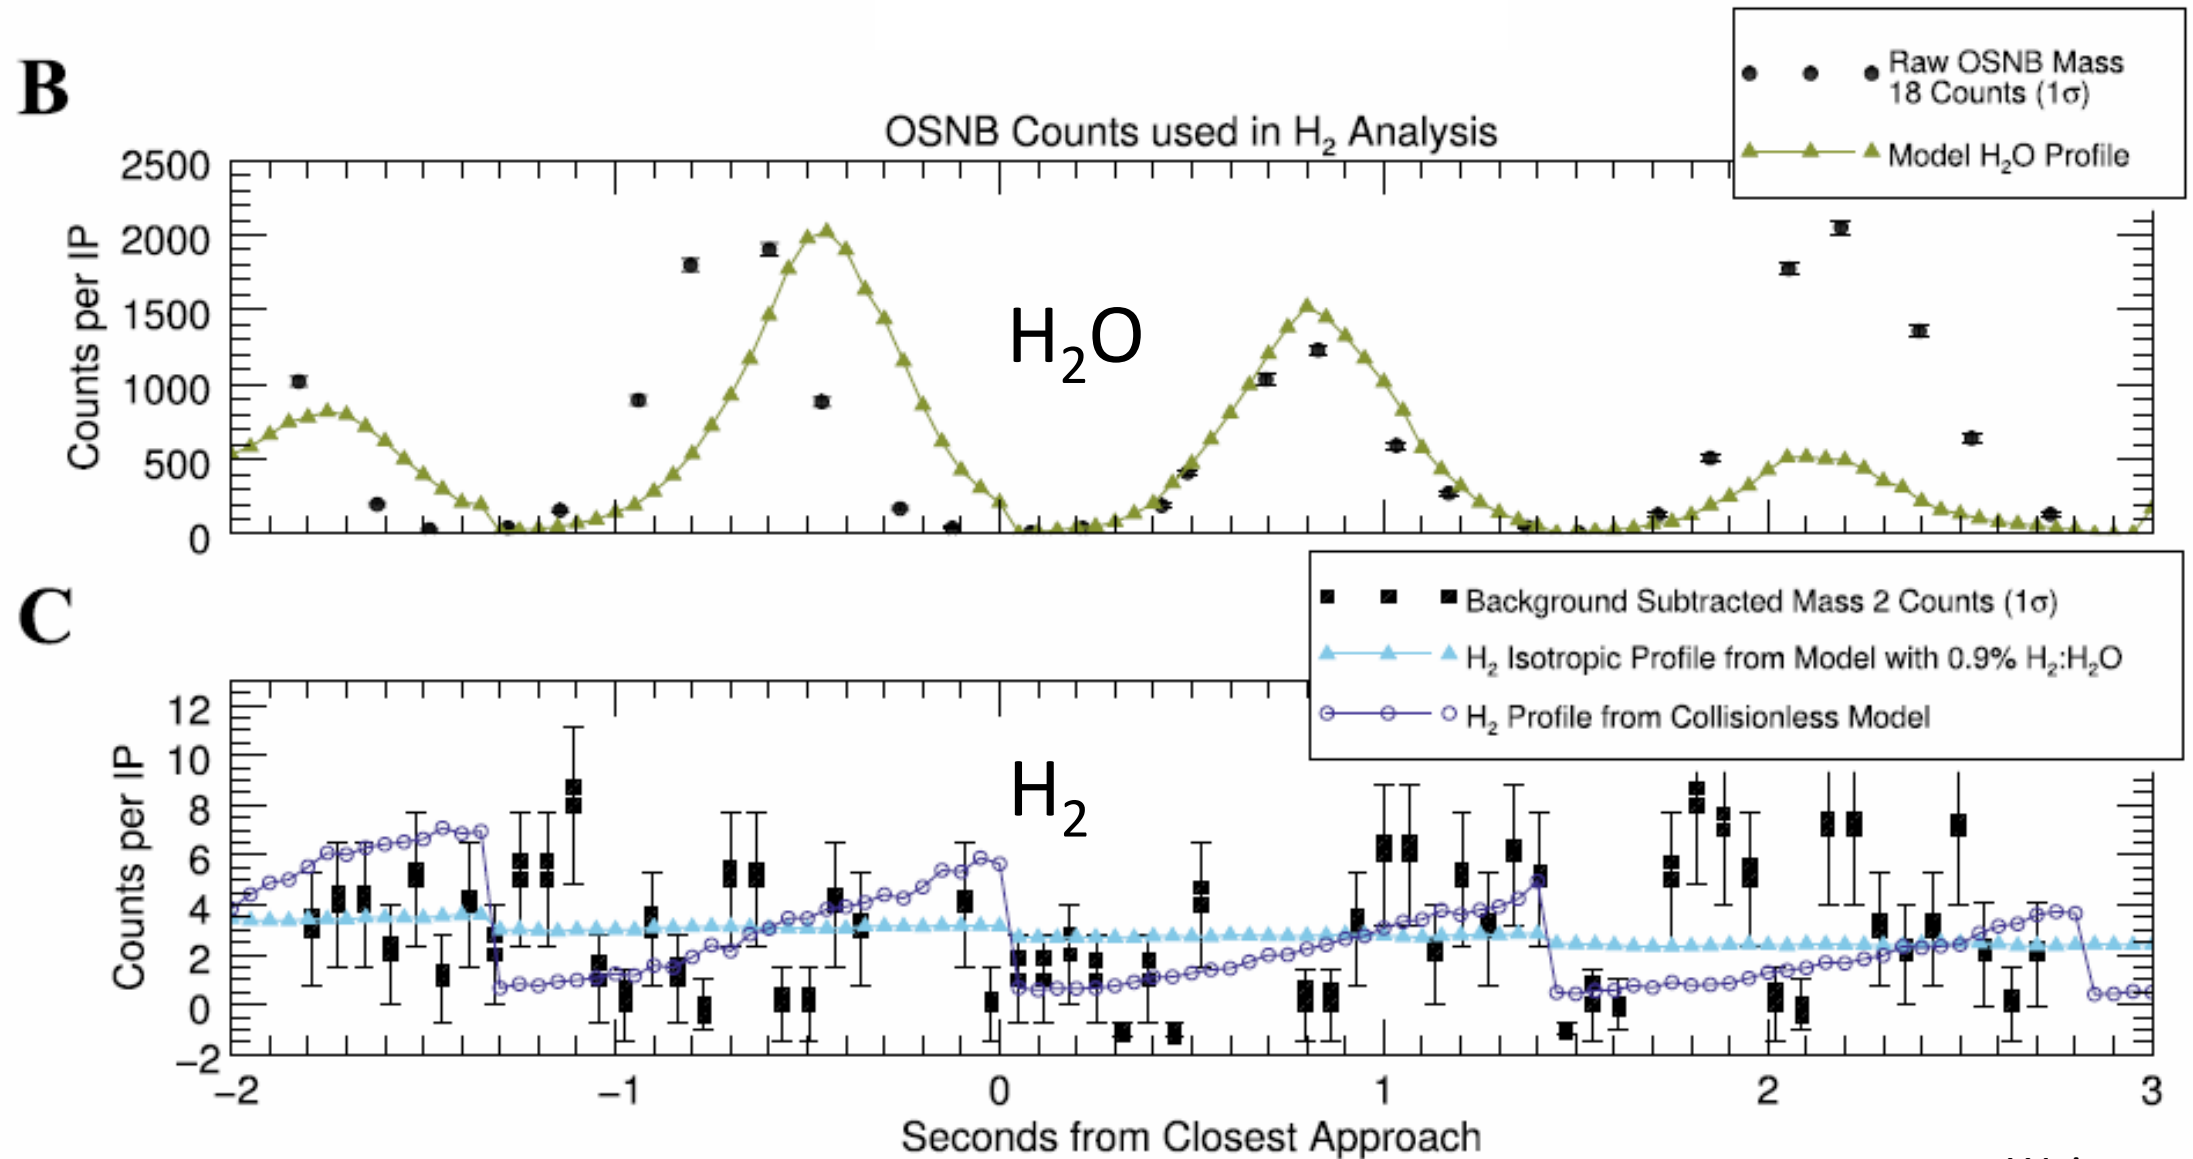 B
Raw OSNB Mass
18 Counts (1σ)
Model H₂O Profile
OSNB Counts used in H₂ Analysis
2500
2000
1500
1000
500
0
Counts per IP
H₂O
C
Background Subtracted Mass 2 Counts (1σ)
H₂ Isotropic Profile from Model with 0.9% H₂:H₂O
H₂ Profile from Collisionless Model
12
10
8
6
4
2
0
−2
Counts per IP
H₂
−2 −1 0 1 2 3
Seconds from Closest Approach